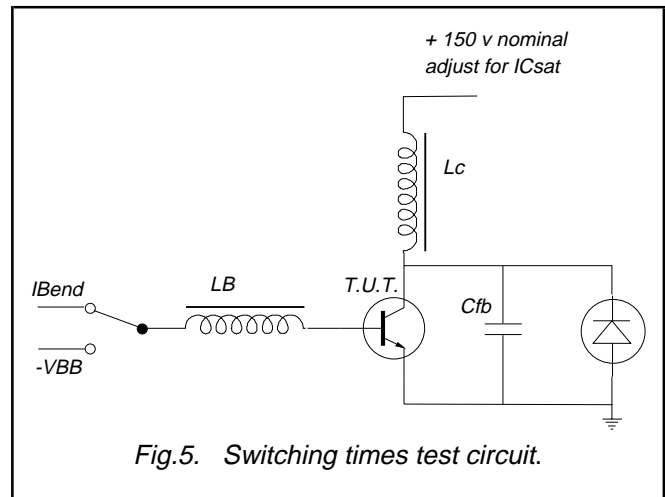 + 150 v nominal
adjust for ICsat
Lc
IBend
LB
T.U.T.
Cfb
-VBB
Fig.5. Switching times test circuit.